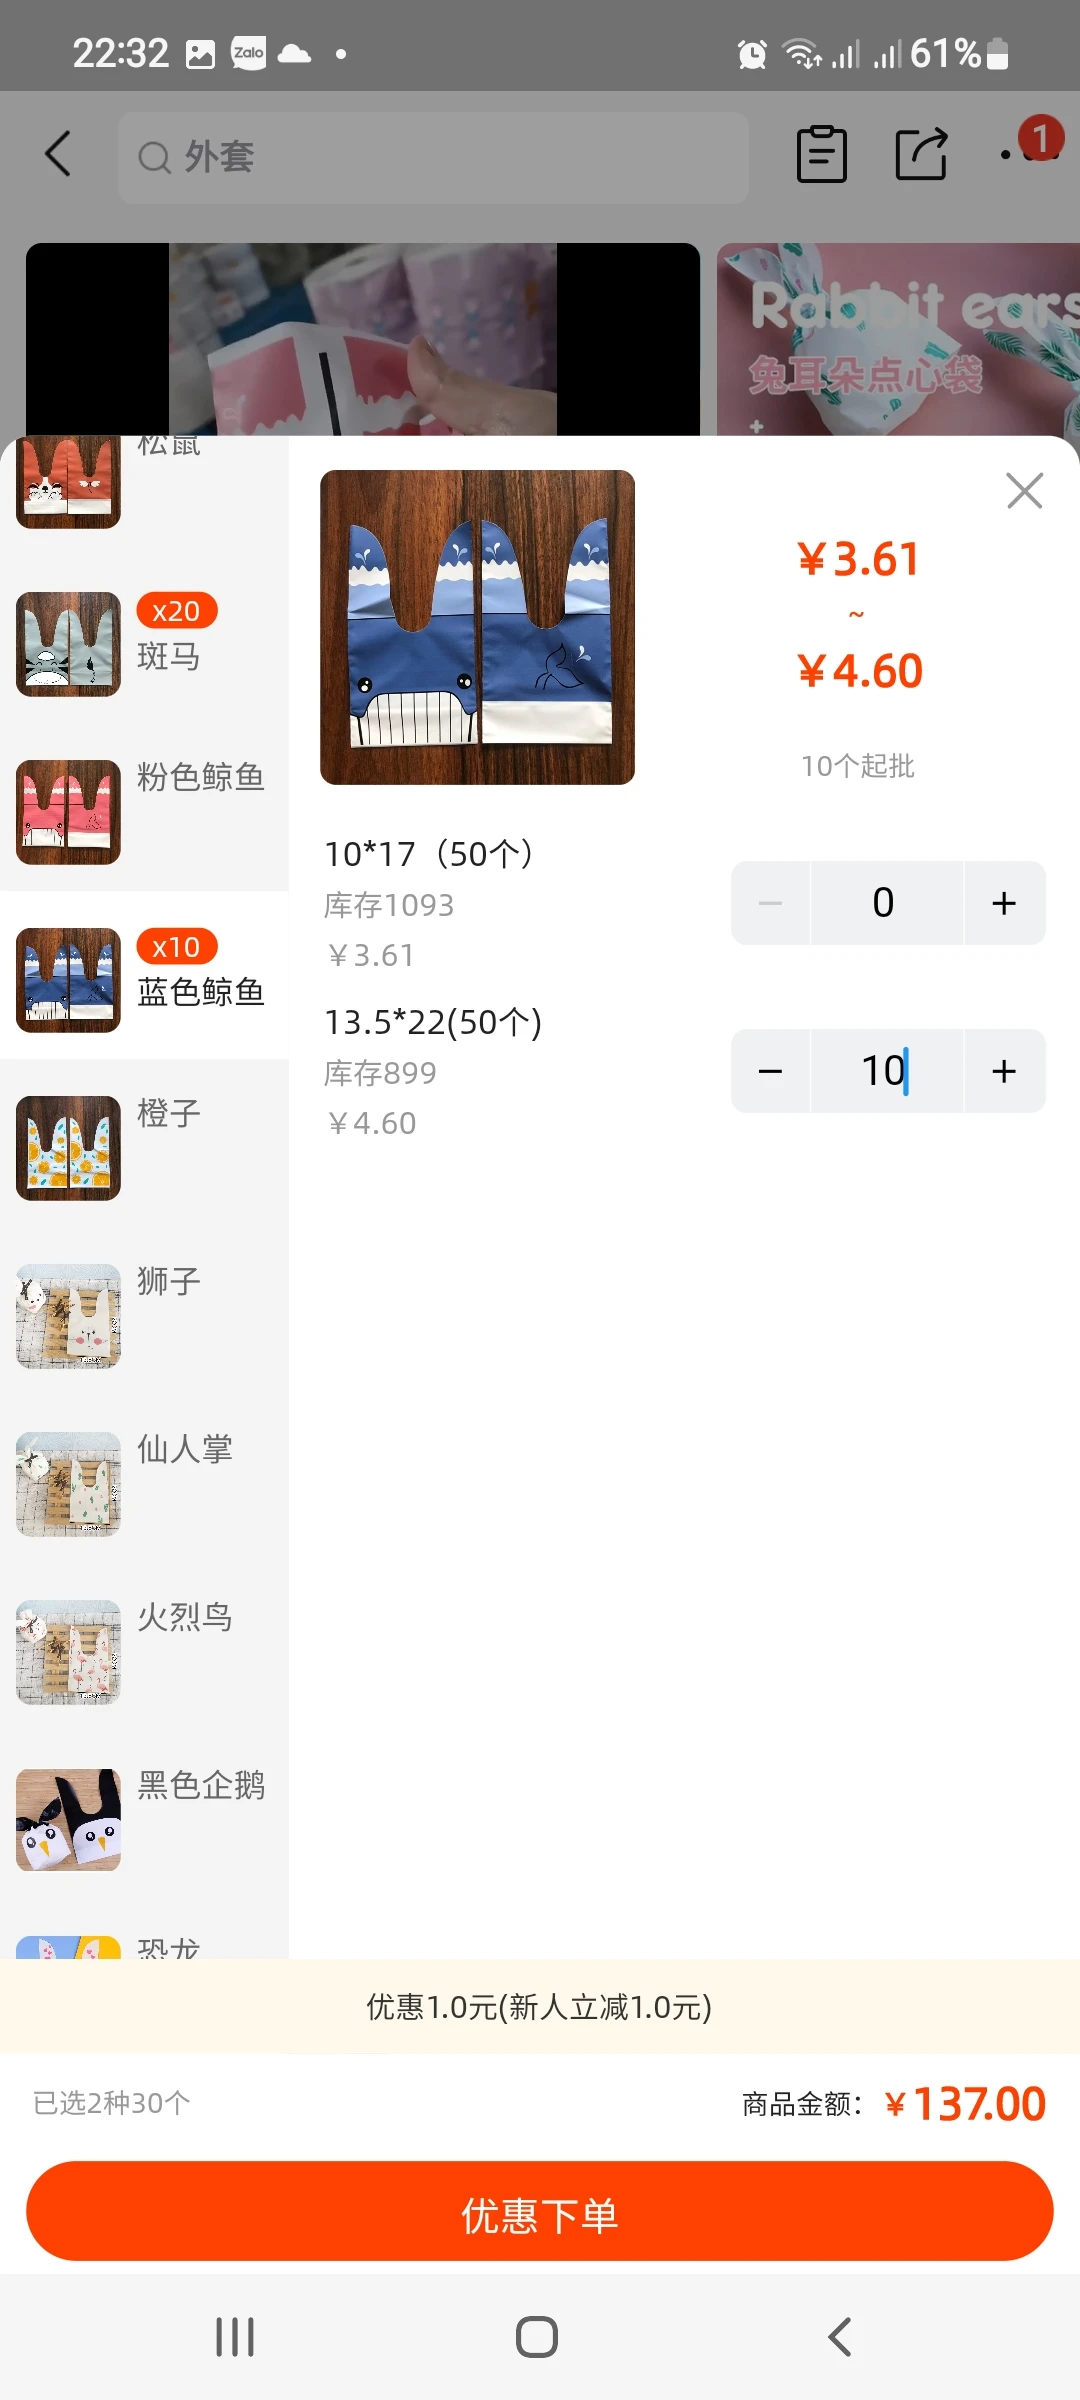 22:32
Zalo
61%
外套
1
Rabbit ears
兔耳朵点心袋
松鼠
x20
斑马
粉色鲸鱼
x10
蓝色鲸鱼
橙子
狮子
仙人掌
火烈鸟
黑色企鹅
恐龙
¥3.61
~
¥4.60
10个起批
10*17（50个）
库存1093
¥3.61
0
13.5*22(50个)
库存899
¥4.60
10
优惠1.0元(新人立减1.0元)
已选2种30个
商品金额：¥137.00
优惠下单